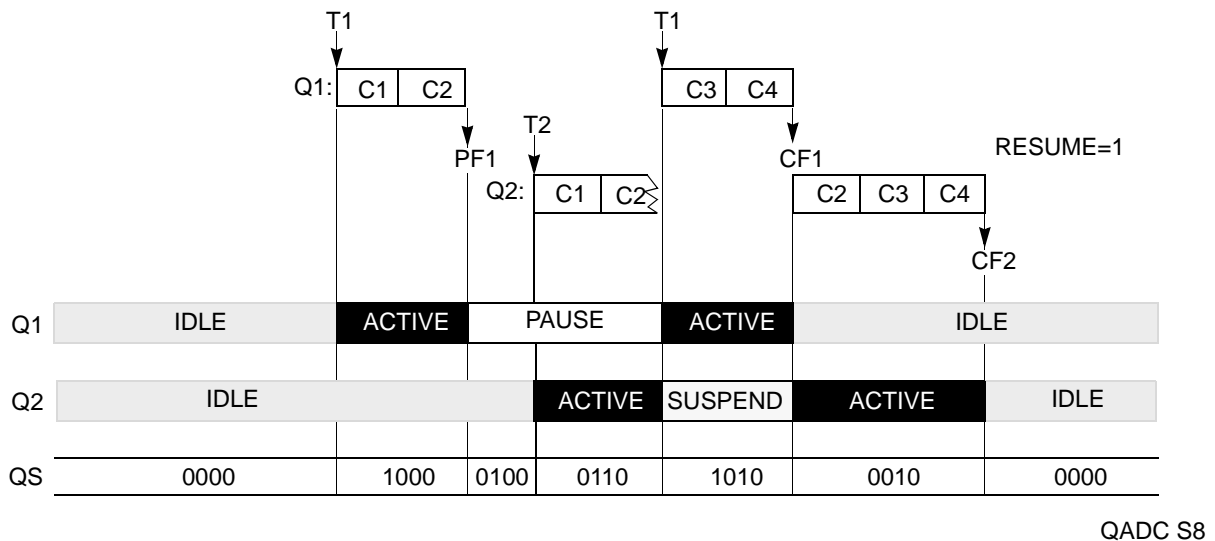 T1 T1
Q1: C1 C2 C3 C4
T2
PF1 CF1 RESUME=1
Q2: C1 C2 C2 C3 C4
CF2
Q1 IDLE ACTIVE PAUSE ACTIVE IDLE
Q2 IDLE ACTIVE SUSPEND ACTIVE IDLE
QS 0000 1000 0100 0110 1010 0010 0000
QADC S8